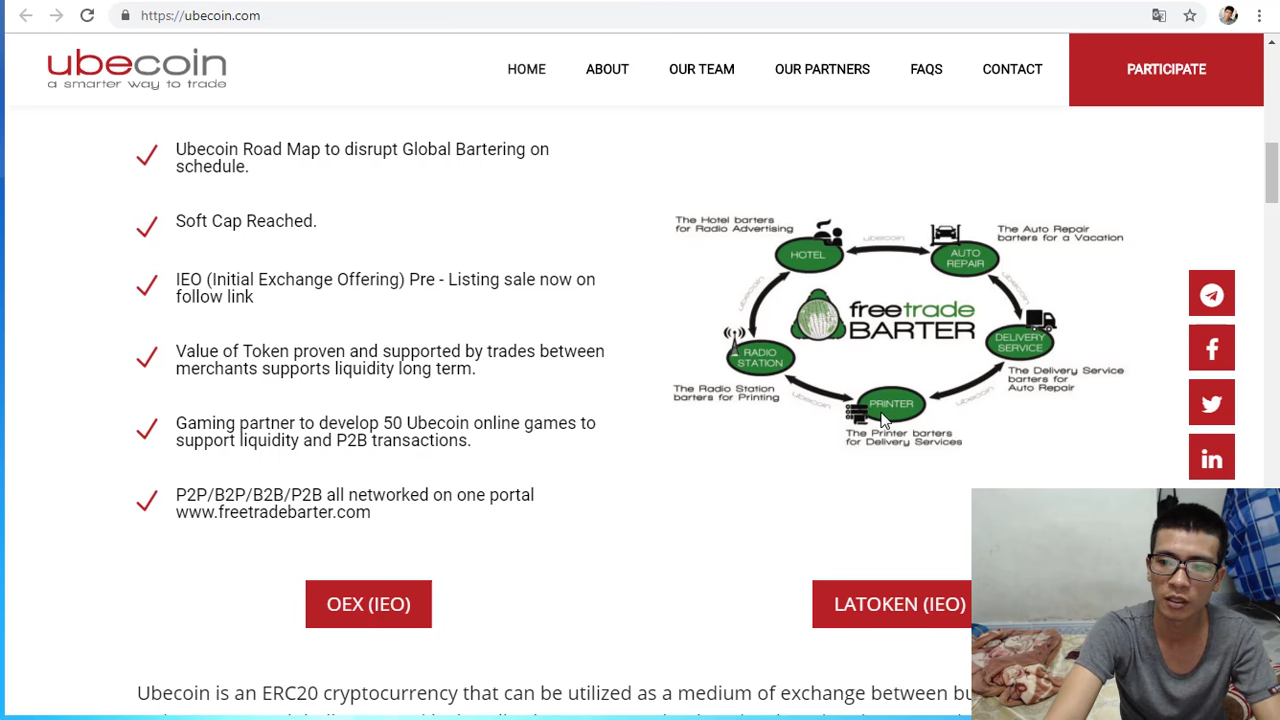 https://ubecoin.com
ubecoin
a smarter way to trade
HOME
ABOUT
OUR TEAM
OUR PARTNERS
FAQS
CONTACT
PARTICIPATE
Ubecoin Road Map to disrupt Global Bartering on
schedule.
Soft Cap Reached.
IEO (Initial Exchange Offering) Pre - Listing sale now on
follow link
Value of Token proven and supported by trades between
merchants supports liquidity long term.
Gaming partner to develop 50 Ubecoin online games to
support liquidity and P2B transactions.
P2P/B2P/B2B/P2B all networked on one portal
www.freetradebarter.com
The Hotel barters
for Radio Advertising
HOTEL
ubecoin
AUTO
REPAIR
The Auto Repair
barters for a Vacation
ubecoin
ubecoin
freetrade
BARTER
RADIO
STATION
The Radio Station
barters for Printing
DELIVERY
SERVICE
The Delivery Service
barters for
Auto Repair
ubecoin
ubecoin
PRINTER
The Printer barters
for Delivery Services
OEX (IEO)
LATOKEN (IEO)
Ubecoin is an ERC20 cryptocurrency that can be utilized as a medium of exchange between